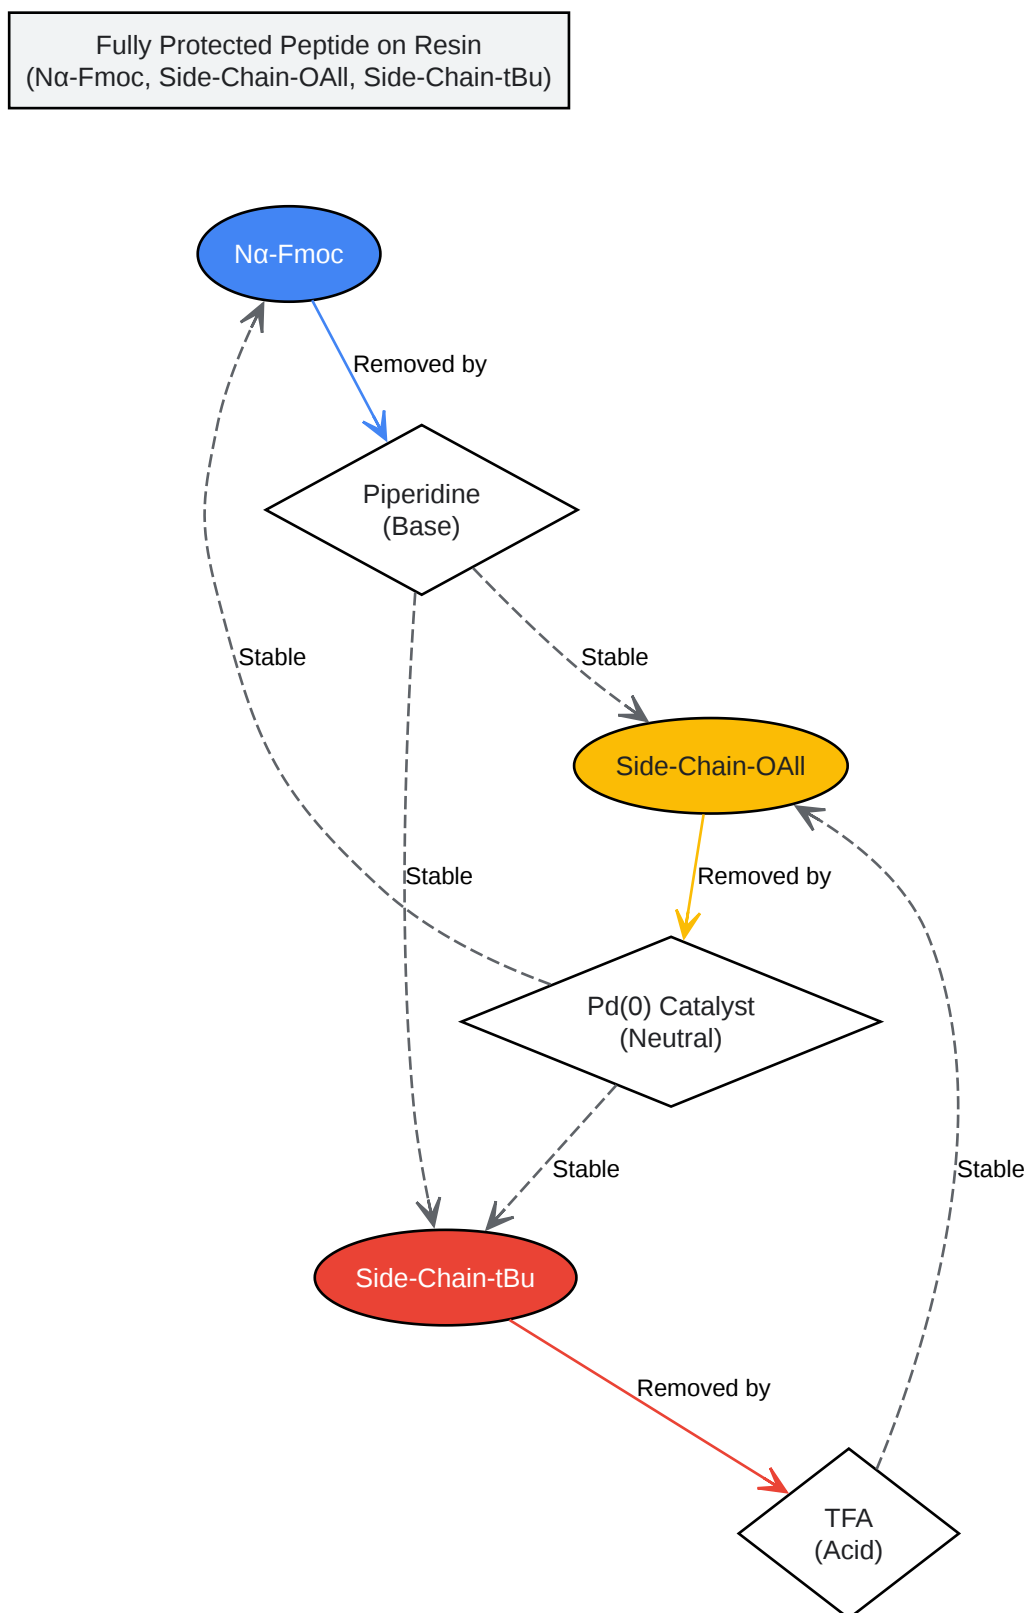 Fully Protected Peptide on Resin
(Nα-Fmoc, Side-Chain-OAll, Side-Chain-tBu)
Nα-Fmoc
Removed by
Piperidine
(Base)
Stable
Stable
Side-Chain-OAll
Stable
Removed by
Pd(0) Catalyst
(Neutral)
Stable
Stable
Side-Chain-tBu
Removed by
TFA
(Acid)